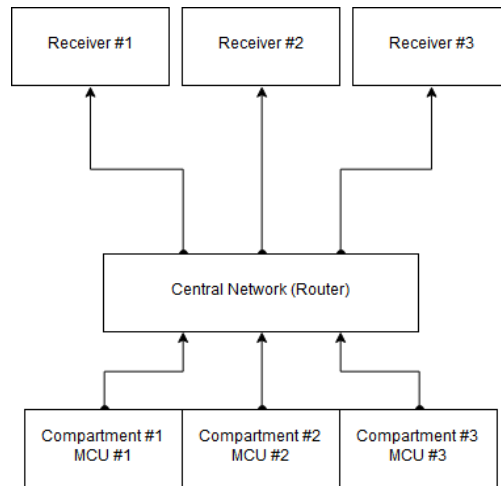 Receiver #1
Receiver #2
Receiver #3
Central Network (Router)
Compartment #1
MCU #1
Compartment #2
MCU #2
Compartment #3
MCU #3